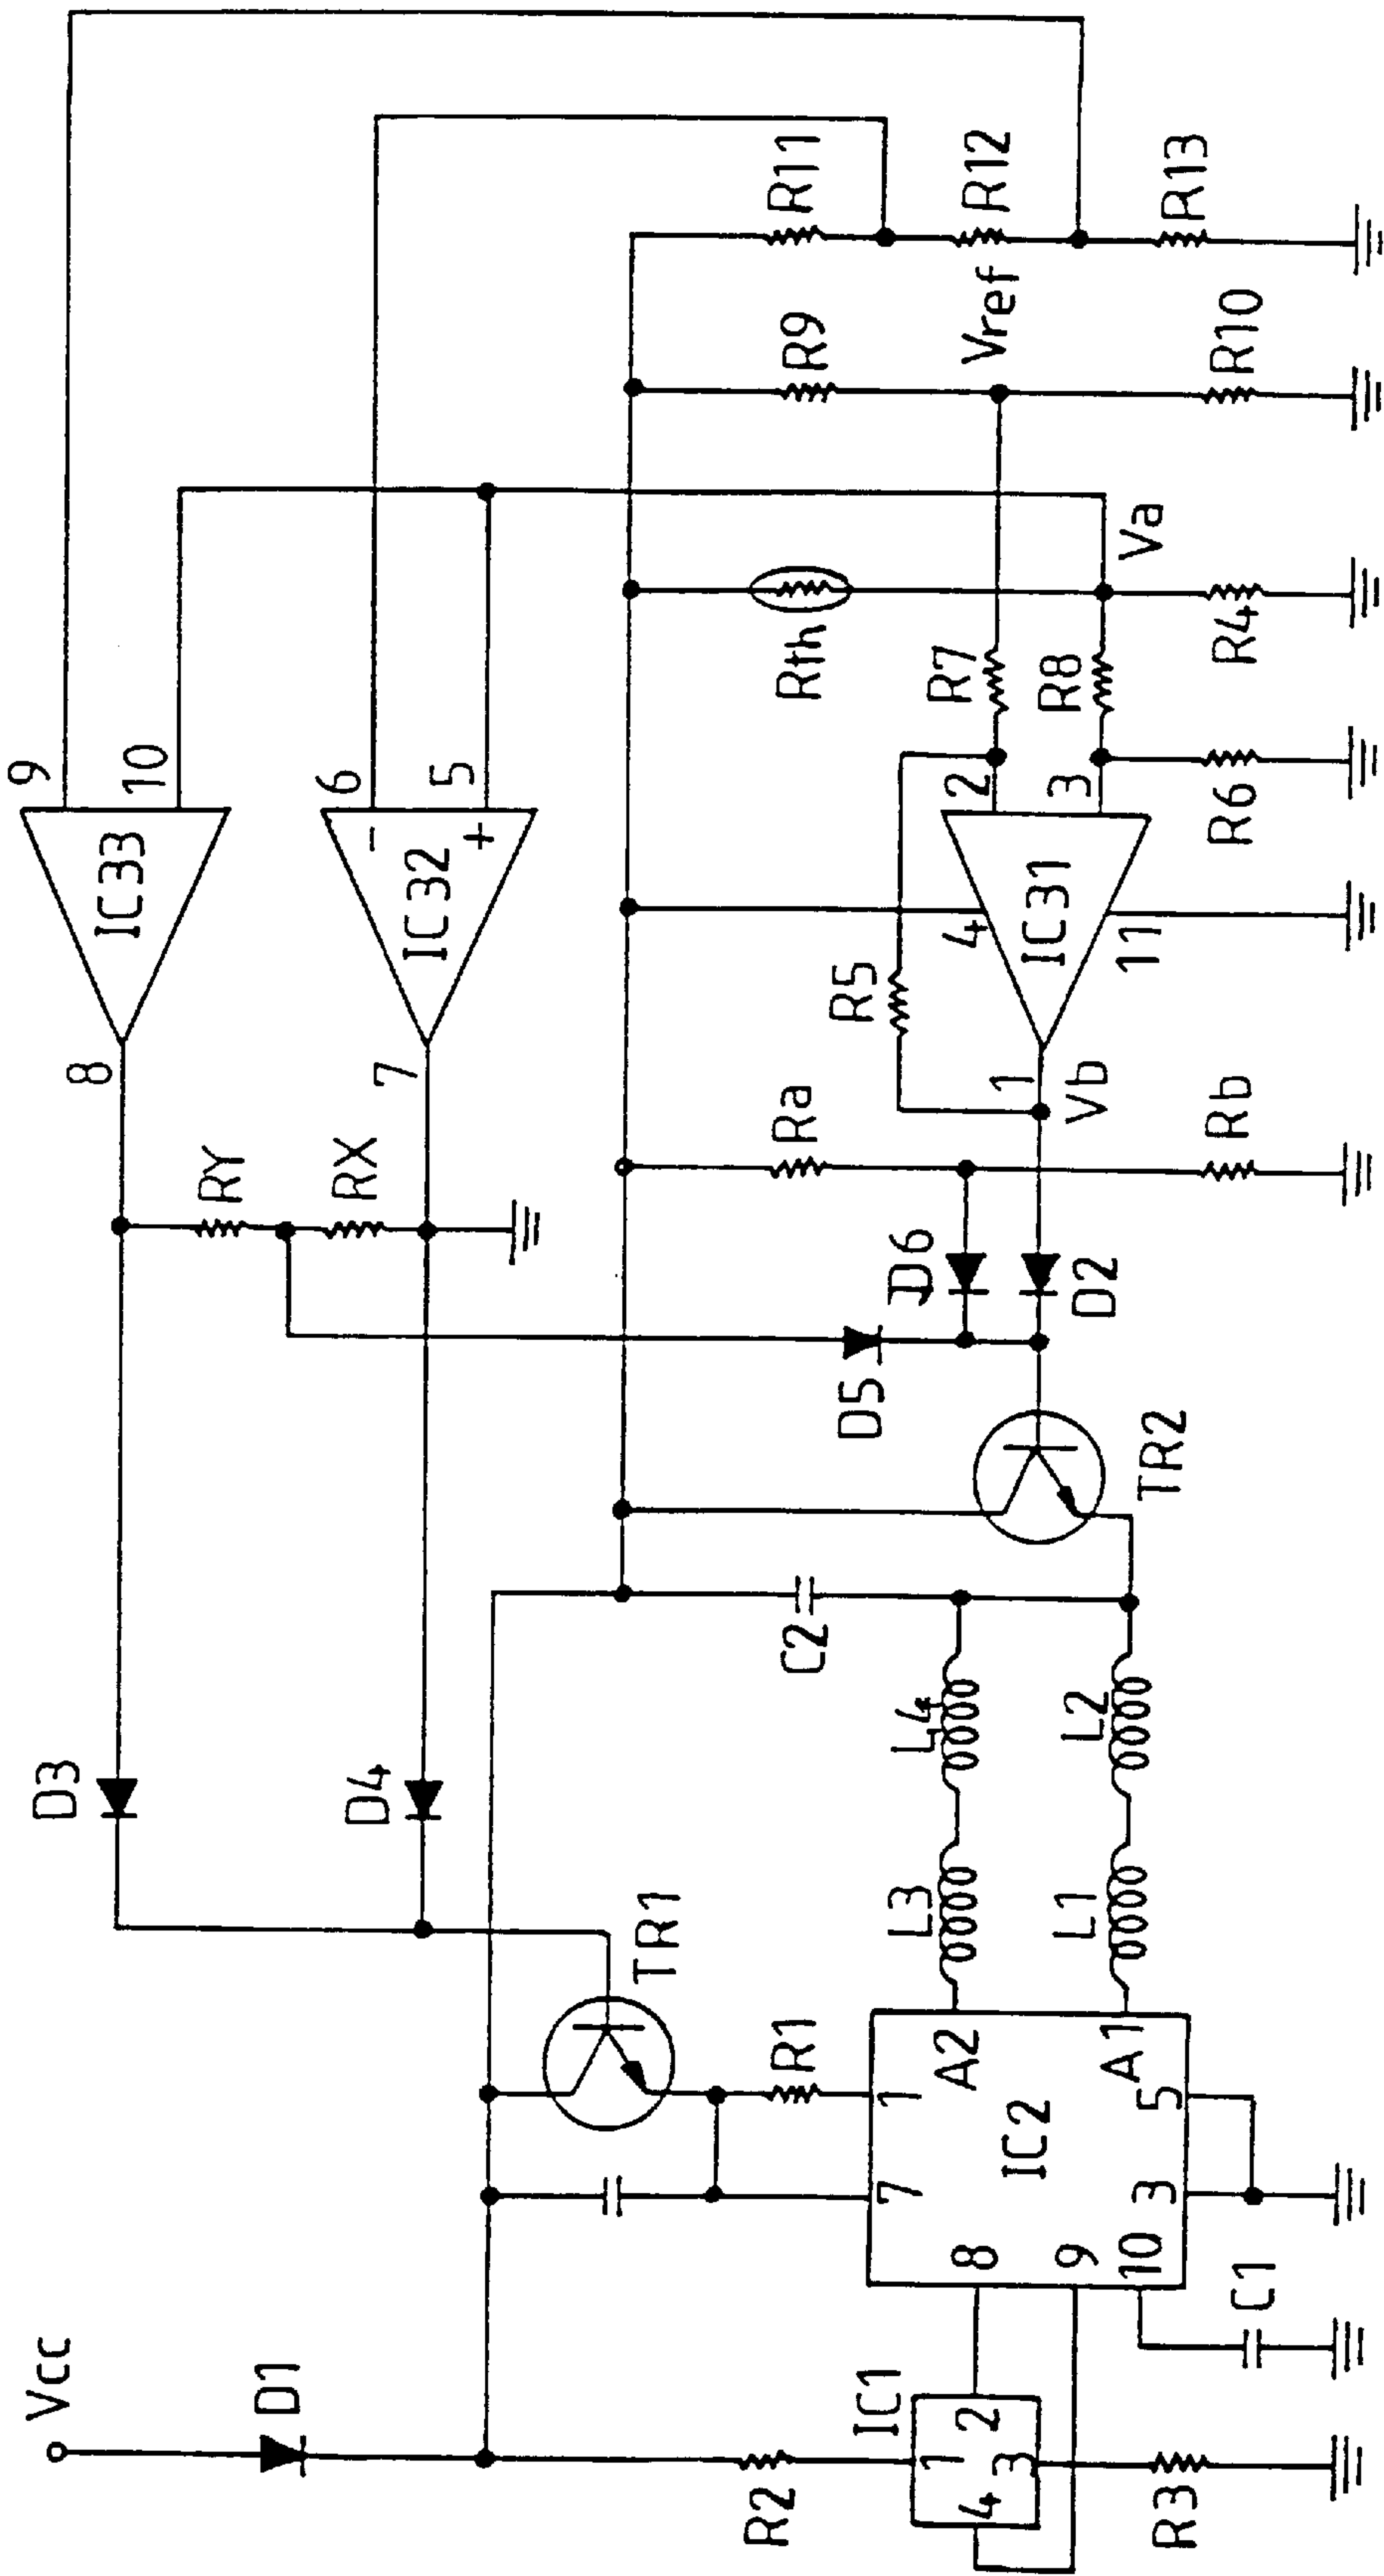 Vcc
D1
R2
IC1
1
2
3
4
R3
C1
IC2
8
9
10
7
1
3
5
A2
A1
R1
TR1
D3
D4
L3
L4
L1
L2
C2
TR2
D5
D6
D2
RY
RX
Ra
Rb
8
IC33
9
10
7
IC32
6
5
-
+
Vb
1
R5
IC31
4
11
2
3
R6
R7
R8
Rth
Va
R4
R9
Vref
R10
R11
R12
R13